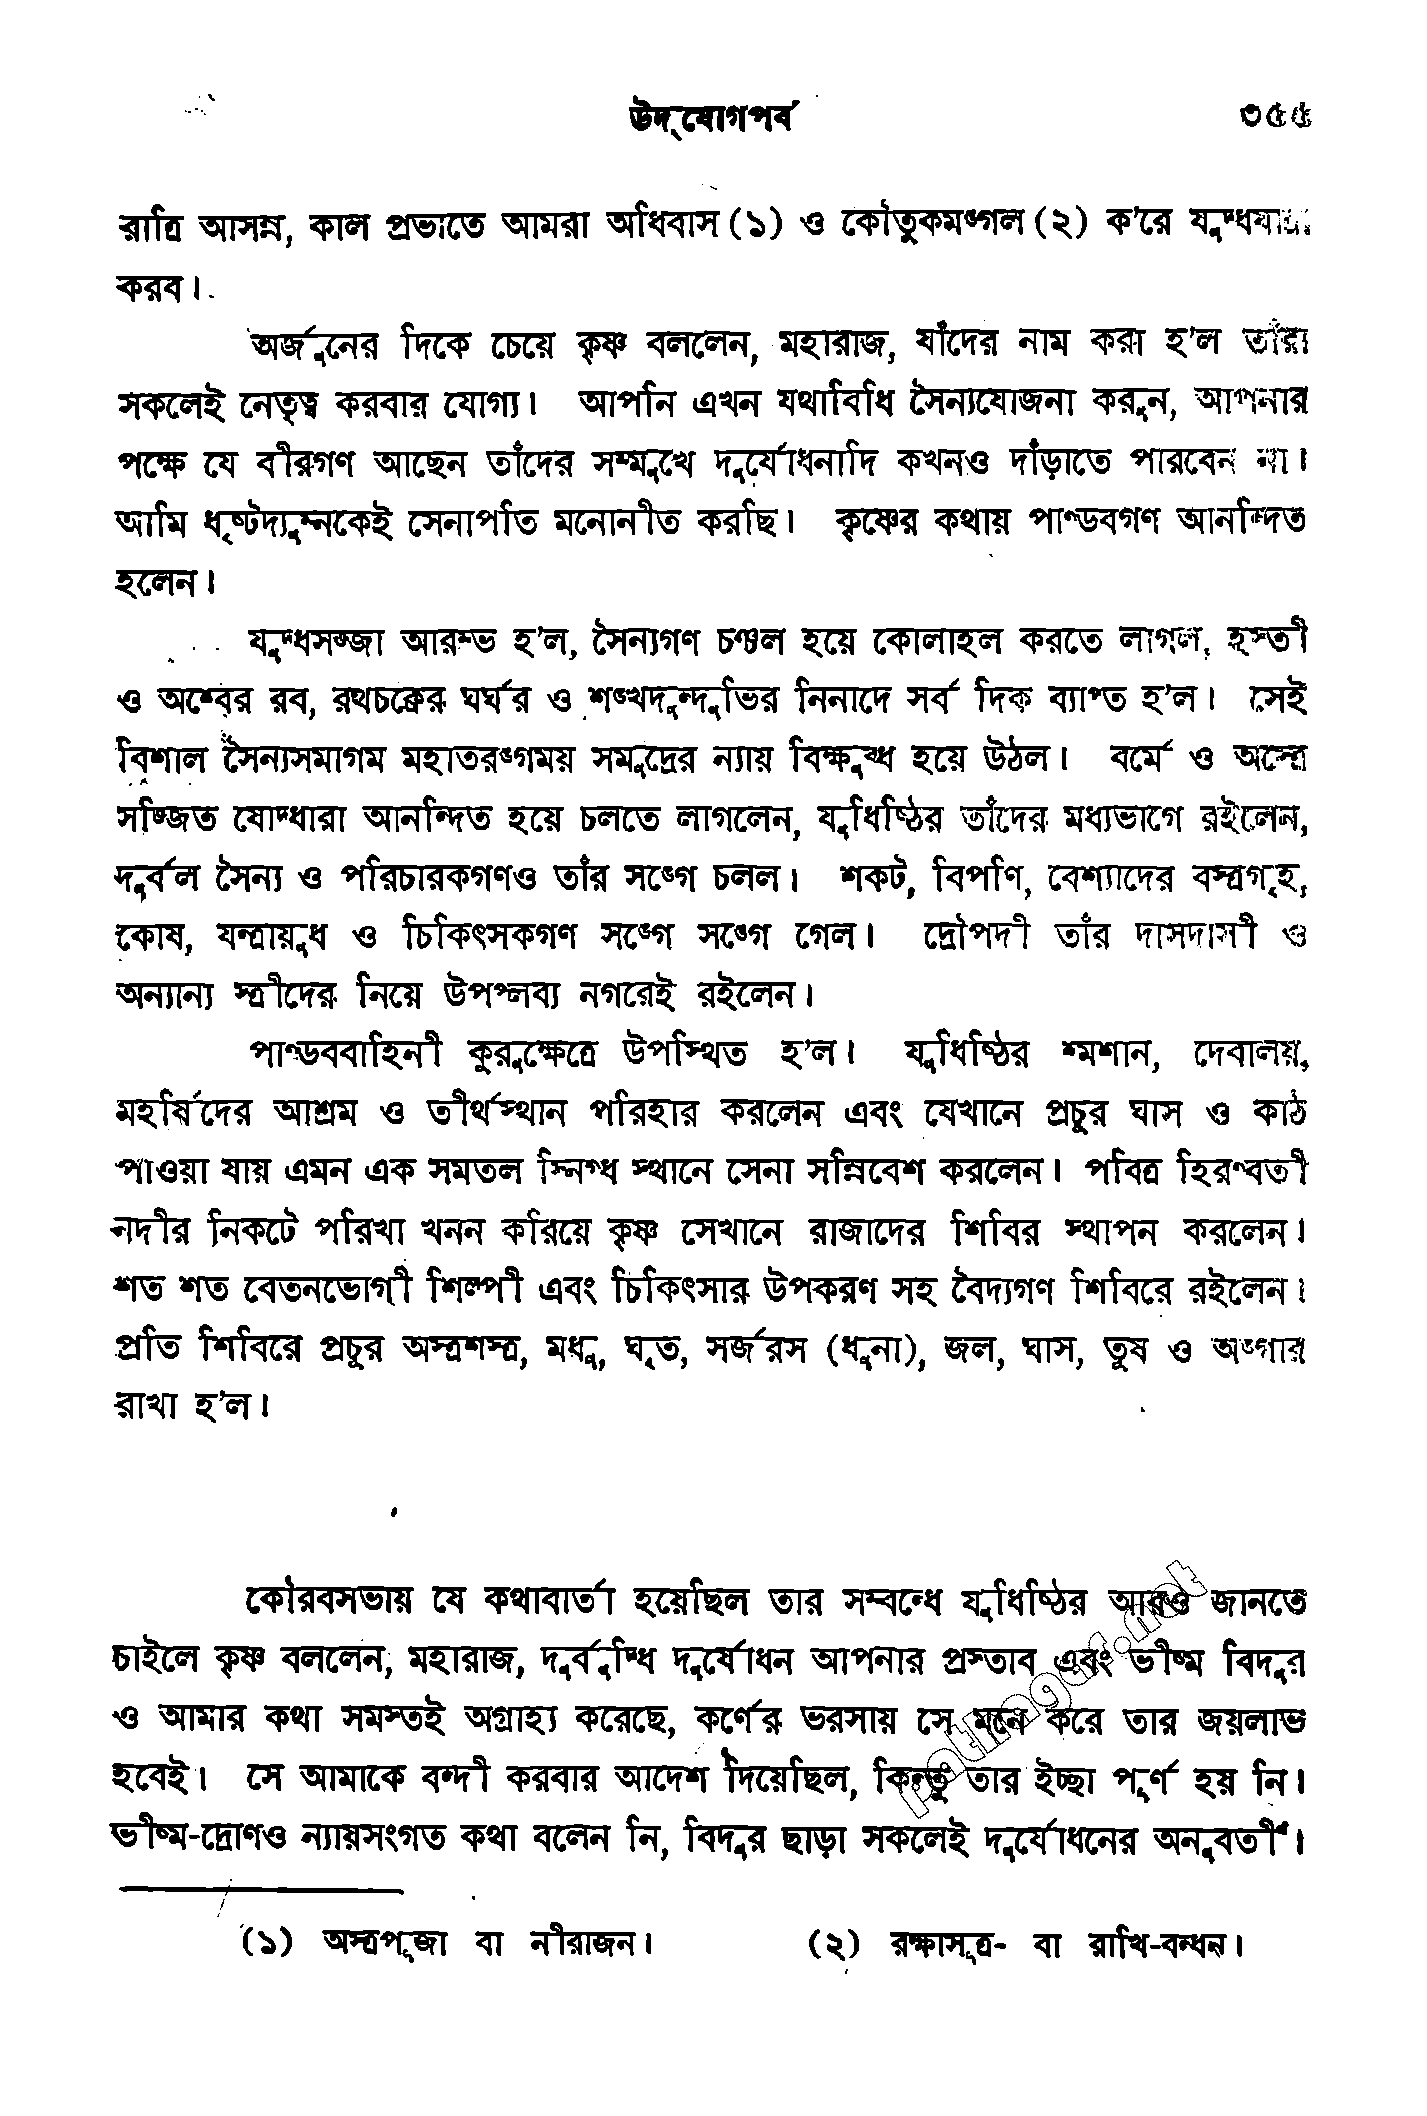 উদ্‌যোগপর্ব ৩৫৫
রাত্রি আসন্ন, কাল প্রভাতে আমরা অধিবাস (১) ও কৌতুকমঙ্গল (২) ক'রে যুদ্ধযাত্রা
করব।
অর্জুনের দিকে চেয়ে কৃষ্ণ বললেন, মহারাজ, যাঁদের নাম করা হ'ল তাঁরা
সকলেই নেতৃত্ব করবার যোগ্য। আপনি এখন যথাবিধি সৈন্যযোজনা করুন, আপনার
পক্ষে যে বীরগণ আছেন তাঁদের সম্মুখে দুর্যোধনাদি কখনও দাঁড়াতে পারবেন না।
আমি ধৃষ্টদ্যুম্নকেই সেনাপতি মনোনীত করছি। কৃষ্ণের কথায় পাণ্ডবগণ আনন্দিত
হলেন।
যুদ্ধসজ্জা আরম্ভ হ'ল, সৈন্যগণ চঞ্চল হয়ে কোলাহল করতে লাগল, হস্তী
ও অশ্বের রব, রথচক্রের ঘর্ঘর ও শঙ্খদুন্দুভির নিনাদে সর্ব দিক ব্যাপ্ত হ'ল। সেই
বিশাল সৈন্যসমাগম মহাতরঙ্গময় সমুদ্রের ন্যায় বিক্ষুব্ধ হয়ে উঠল। বর্মে ও অস্ত্রে
সজ্জিত যোদ্ধারা আনন্দিত হয়ে চলতে লাগলেন, যুধিষ্ঠির তাঁদের মধ্যভাগে রইলেন,
দুর্বল সৈন্য ও পরিচারকগণও তাঁর সঙ্গে চলল। শকট, বিপণি, বেশ্যাদের বস্ত্রগৃহ,
কোষ, যন্ত্রায়ুধ ও চিকিৎসকগণ সঙ্গে সঙ্গে গেল। দ্রৌপদী তাঁর দাসদাসী ও
অন্যান্য স্ত্রীদের নিয়ে উপপ্লব্য নগরেই রইলেন।
পাণ্ডববাহিনী কুরুক্ষেত্রে উপস্থিত হ'ল। যুধিষ্ঠির শ্মশান, দেবালয়,
মহর্ষিদের আশ্রম ও তীর্থস্থান পরিহার করলেন এবং যেখানে প্রচুর ঘাস ও কাঠ
পাওয়া যায় এমন এক সমতল স্নিগ্ধ স্থানে সেনা সন্নিবেশ করলেন। পবিত্র হিরণ্বতী
নদীর নিকটে পরিখা খনন করিয়ে কৃষ্ণ সেখানে রাজাদের শিবির স্থাপন করলেন।
শত শত বেতনভোগী শিল্পী এবং চিকিৎসার উপকরণ সহ বৈদ্যগণ শিবিরে রইলেন।
প্রতি শিবিরে প্রচুর অস্ত্রশস্ত্র, মধু, ঘৃত, সর্জরস (ধুনা), জল, ঘাস, তুষ ও অঙ্গার
রাখা হ'ল।
কৌরবসভায় যে কথাবার্তা হয়েছিল তার সম্বন্ধে যুধিষ্ঠির আরও জানতে
চাইলে কৃষ্ণ বললেন, মহারাজ, দুর্বুদ্ধি দুর্যোধন আপনার প্রস্তাব এবং ভীষ্ম বিদুর
ও আমার কথা সমস্তই অগ্রাহ্য করেছে, কর্ণের ভরসায় সে মনে করে তার জয়লাভ
হবেই। সে আমাকে বন্দী করবার আদেশ দিয়েছিল, কিন্তু তার ইচ্ছা পূর্ণ হয় নি।
ভীষ্ম-দ্রোণও ন্যায়সংগত কথা বলেন নি, বিদুর ছাড়া সকলেই দুর্যোধনের অনুবর্তী।
(১) অস্ত্রপূজা বা নীরাজন। (২) রক্ষাসূত্র- বা রাখি-বন্ধন।
pathagar.net